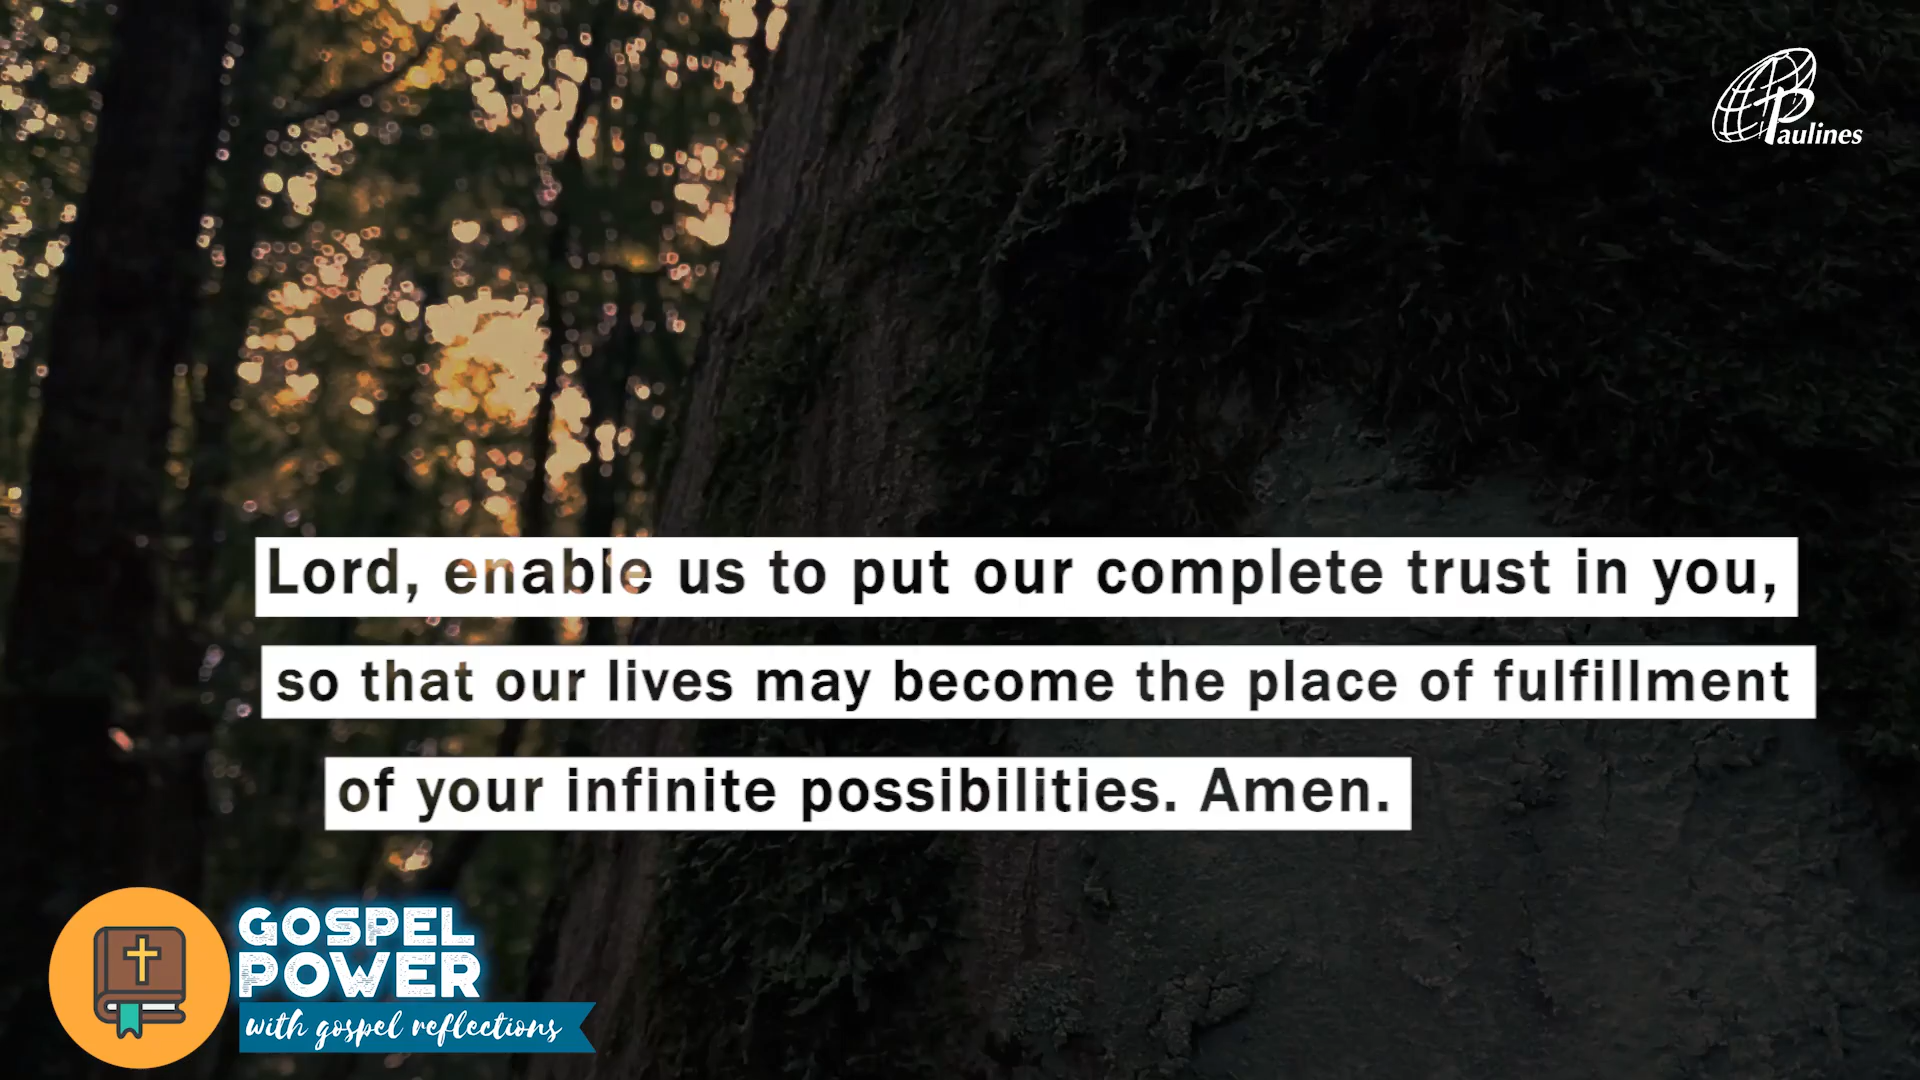 Paulines
Lord, enable us to put our complete trust in you,
so that our lives may become the place of fulfillment
of your infinite possibilities. Amen.
GOSPEL
POWER
with gospel reflections